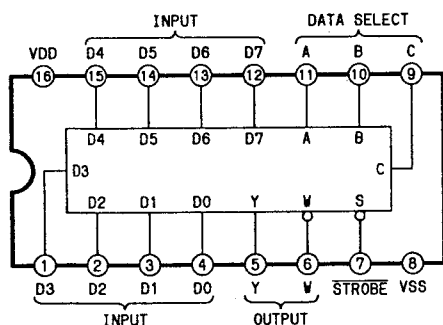 INPUT DATA SELECT
VDD D4 D5 D6 D7 A B C
16 15 14 13 12 11 10 9
D4 D5 D6 D7 A B
D3 C
D2 D1 D0 Y W S
1 2 3 4 5 6 7 8
D3 D2 D1 D0 Y W STROBE VSS
INPUT OUTPUT